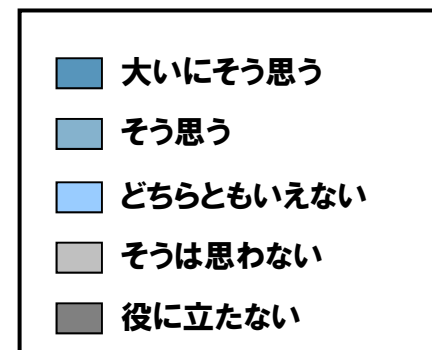 大いにそう思う
そう思う
どちらともいえない
そうは思わない
役に立たない